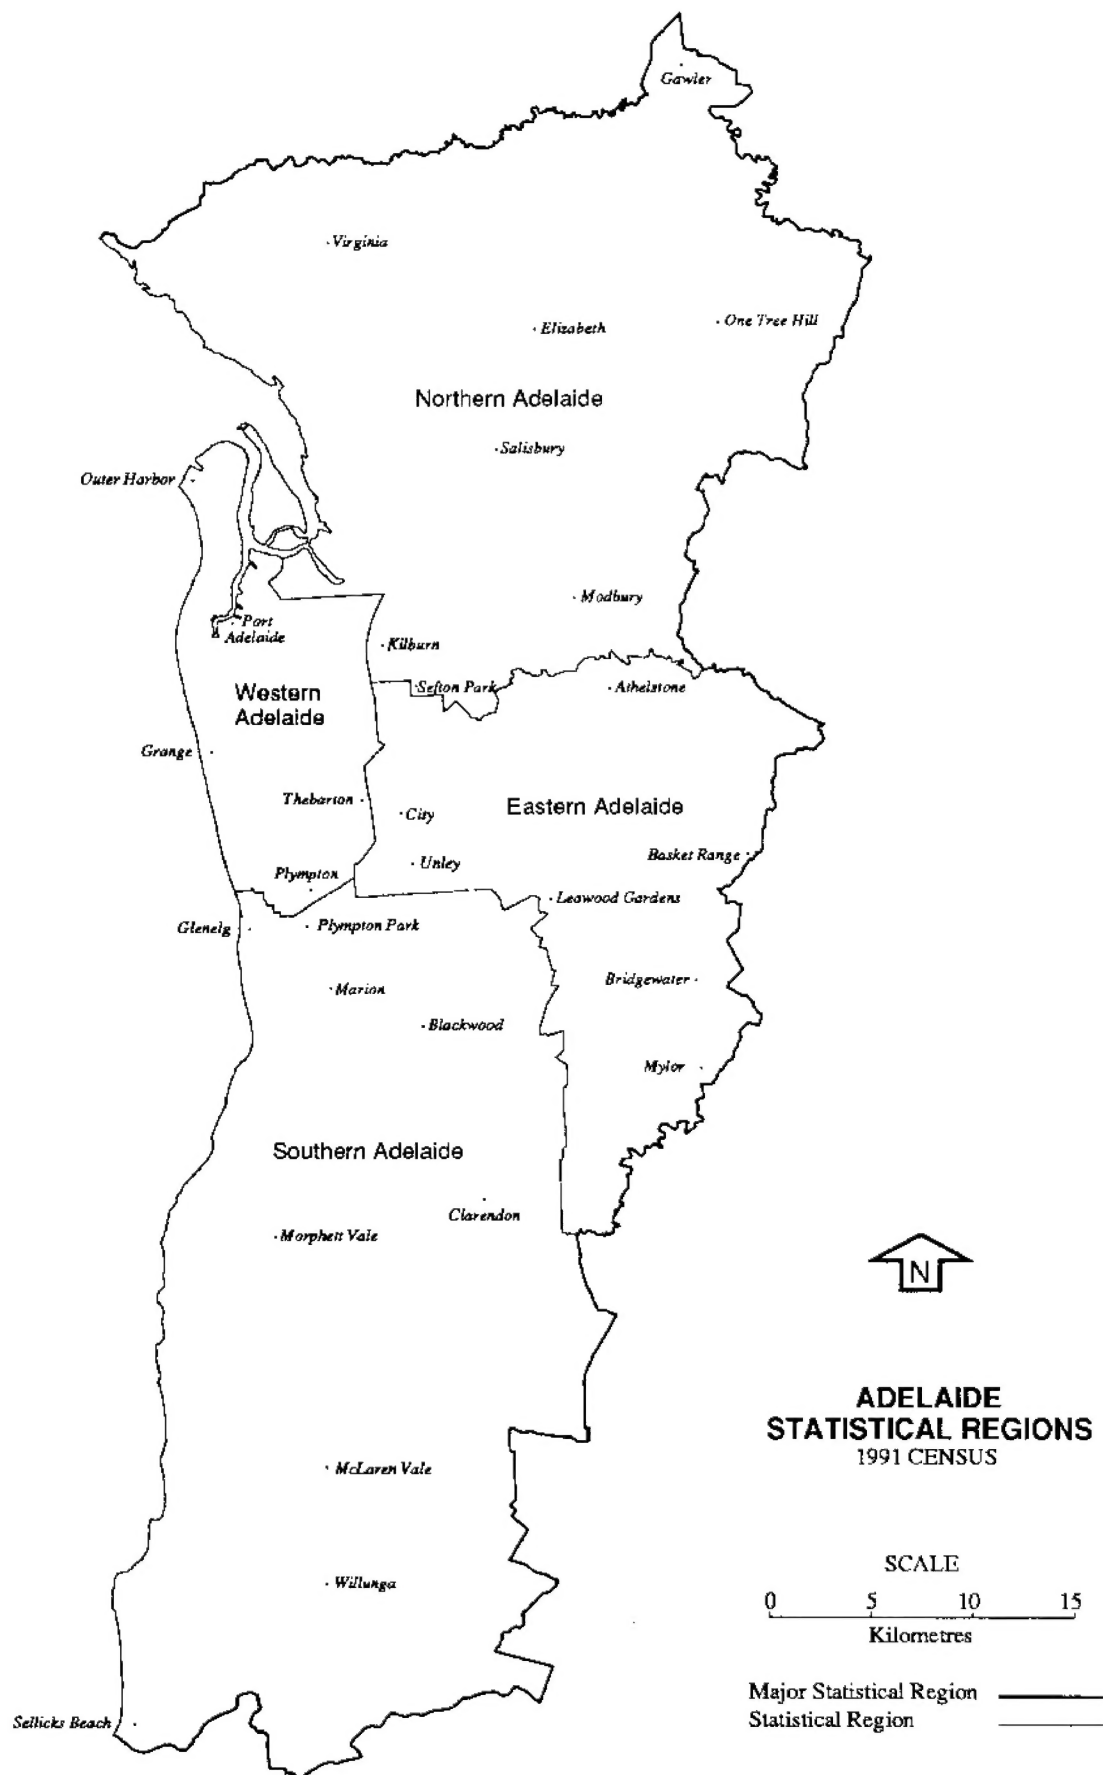 Gawler
Virginia
Elizabeth
One Tree Hill
Northern Adelaide
Salisbury
Outer Harbor
Modbury
Port
Adelaide
Kilburn
Sefton Park
Athelstone
Western
Adelaide
Grange
Thebarton
City
Eastern Adelaide
Unley
Basket Range
Plympton
Leawood Gardens
Glenelg
Plympton Park
Bridgewater
Marion
Blackwood
Mylor
Southern Adelaide
Clarendon
Morphett Vale
N
ADELAIDE
STATISTICAL REGIONS
1991 CENSUS
McLaren Vale
SCALE
Willunga
0 5 10 15
Kilometres
Major Statistical Region
Statistical Region
Sellicks Beach